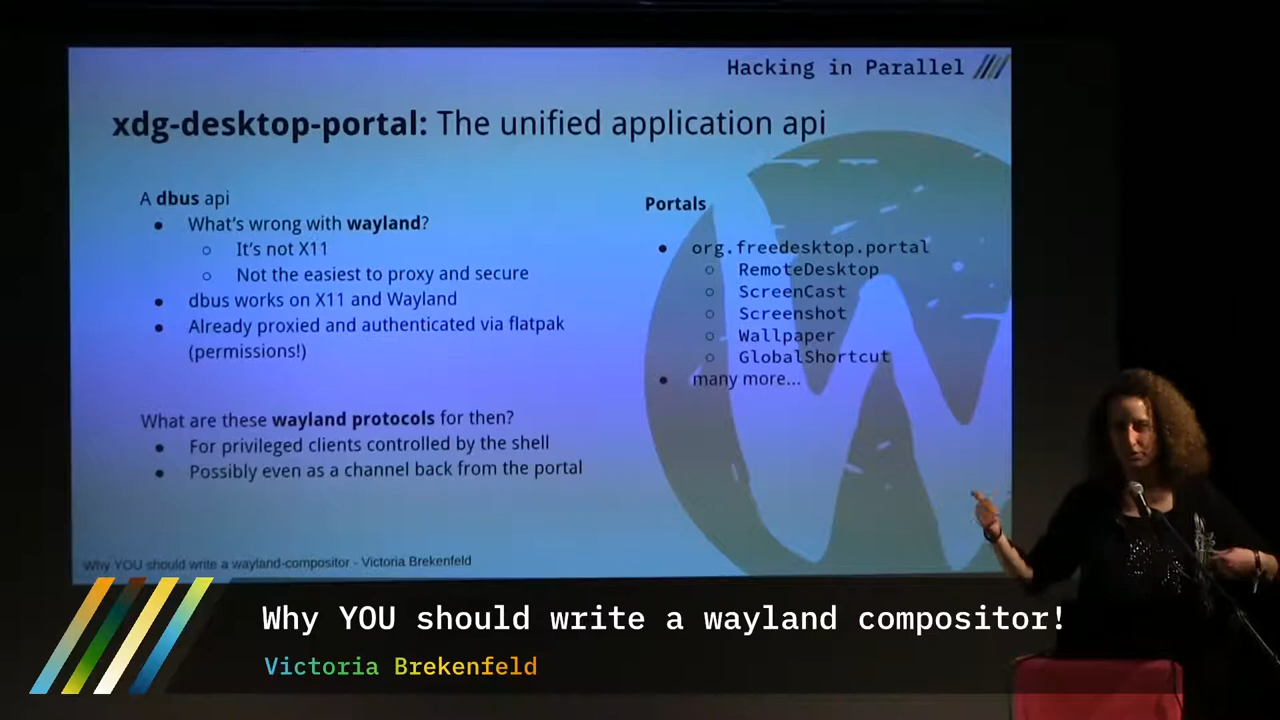 Hacking in Parallel
xdg-desktop-portal: The unified application api
A dbus api
● What's wrong with wayland?
○ It's not X11
○ Not the easiest to proxy and secure
● dbus works on X11 and Wayland
● Already proxied and authenticated via flatpak
(permissions!)
What are these wayland protocols for then?
● For privileged clients controlled by the shell
● Possibly even as a channel back from the portal
Portals
● org.freedesktop.portal
○ RemoteDesktop
○ ScreenCast
○ Screenshot
○ Wallpaper
○ GlobalShortcut
● many more...
Why YOU should write a wayland-compositor - Victoria Brekenfeld
Why YOU should write a wayland compositor!
Victoria Brekenfeld